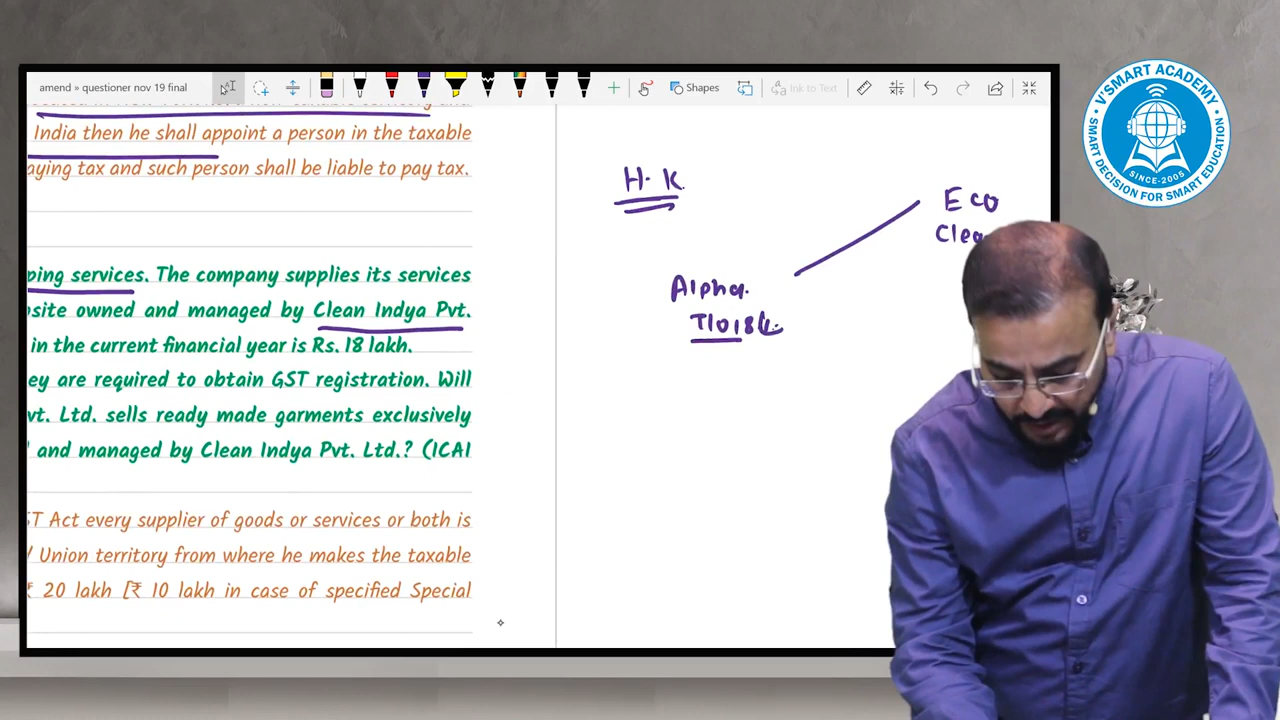 amend » questioner nov 19 final
Shapes
Ink to Text
India then he shall appoint a person in the taxable
aying tax and such person shall be liable to pay tax.
ping services. The company supplies its services
site owned and managed by Clean Indya Pvt.
in the current financial year is Rs. 18 lakh.
ey are required to obtain GST registration. Will
vt. Ltd. sells ready made garments exclusively
and managed by Clean Indya Pvt. Ltd.? (ICAI
ST Act every supplier of goods or services or both is
/ Union territory from where he makes the taxable
₹ 20 lakh [₹ 10 lakh in case of specified Special
H. K.
Eco
Clea
Alpha.
T/O 18L.
V'SMART ACADEMY
SMART DECISION FOR SMART EDUCATION
SINCE-2005